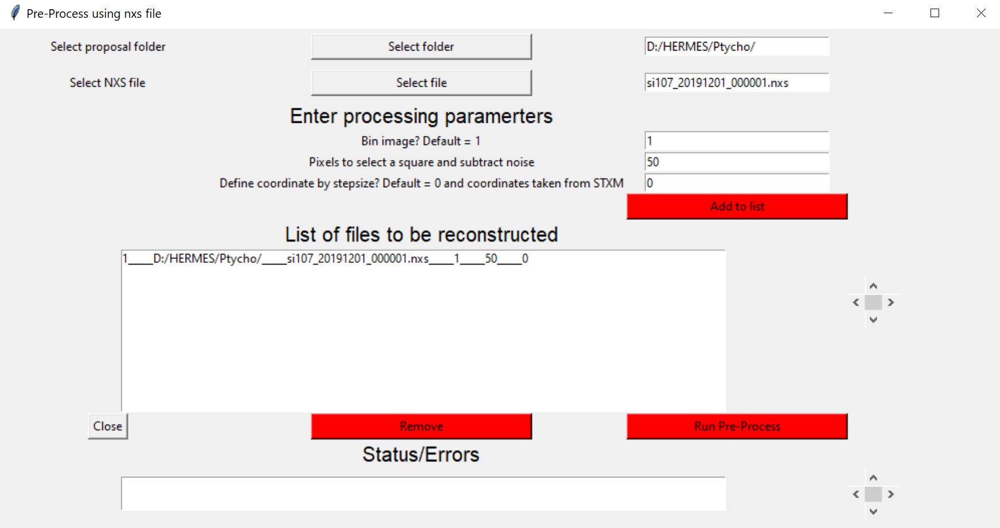 Pre-Process using nxs file
Select proposal folder Select folder D:/HERMES/Ptycho/
Select NXS file Select file si107_20191201_000001.nxs
Enter processing paramerters
Bin image? Default = 1 1
Pixels to select a square and subtract noise 50
Define coordinate by stepsize? Default = 0 and coordinates taken from STXM 0
Add to list
List of files to be reconstructed
1____D:/HERMES/Ptycho/____si107_20191201_000001.nxs____1____50____0
Close Remove Run Pre-Process
Status/Errors